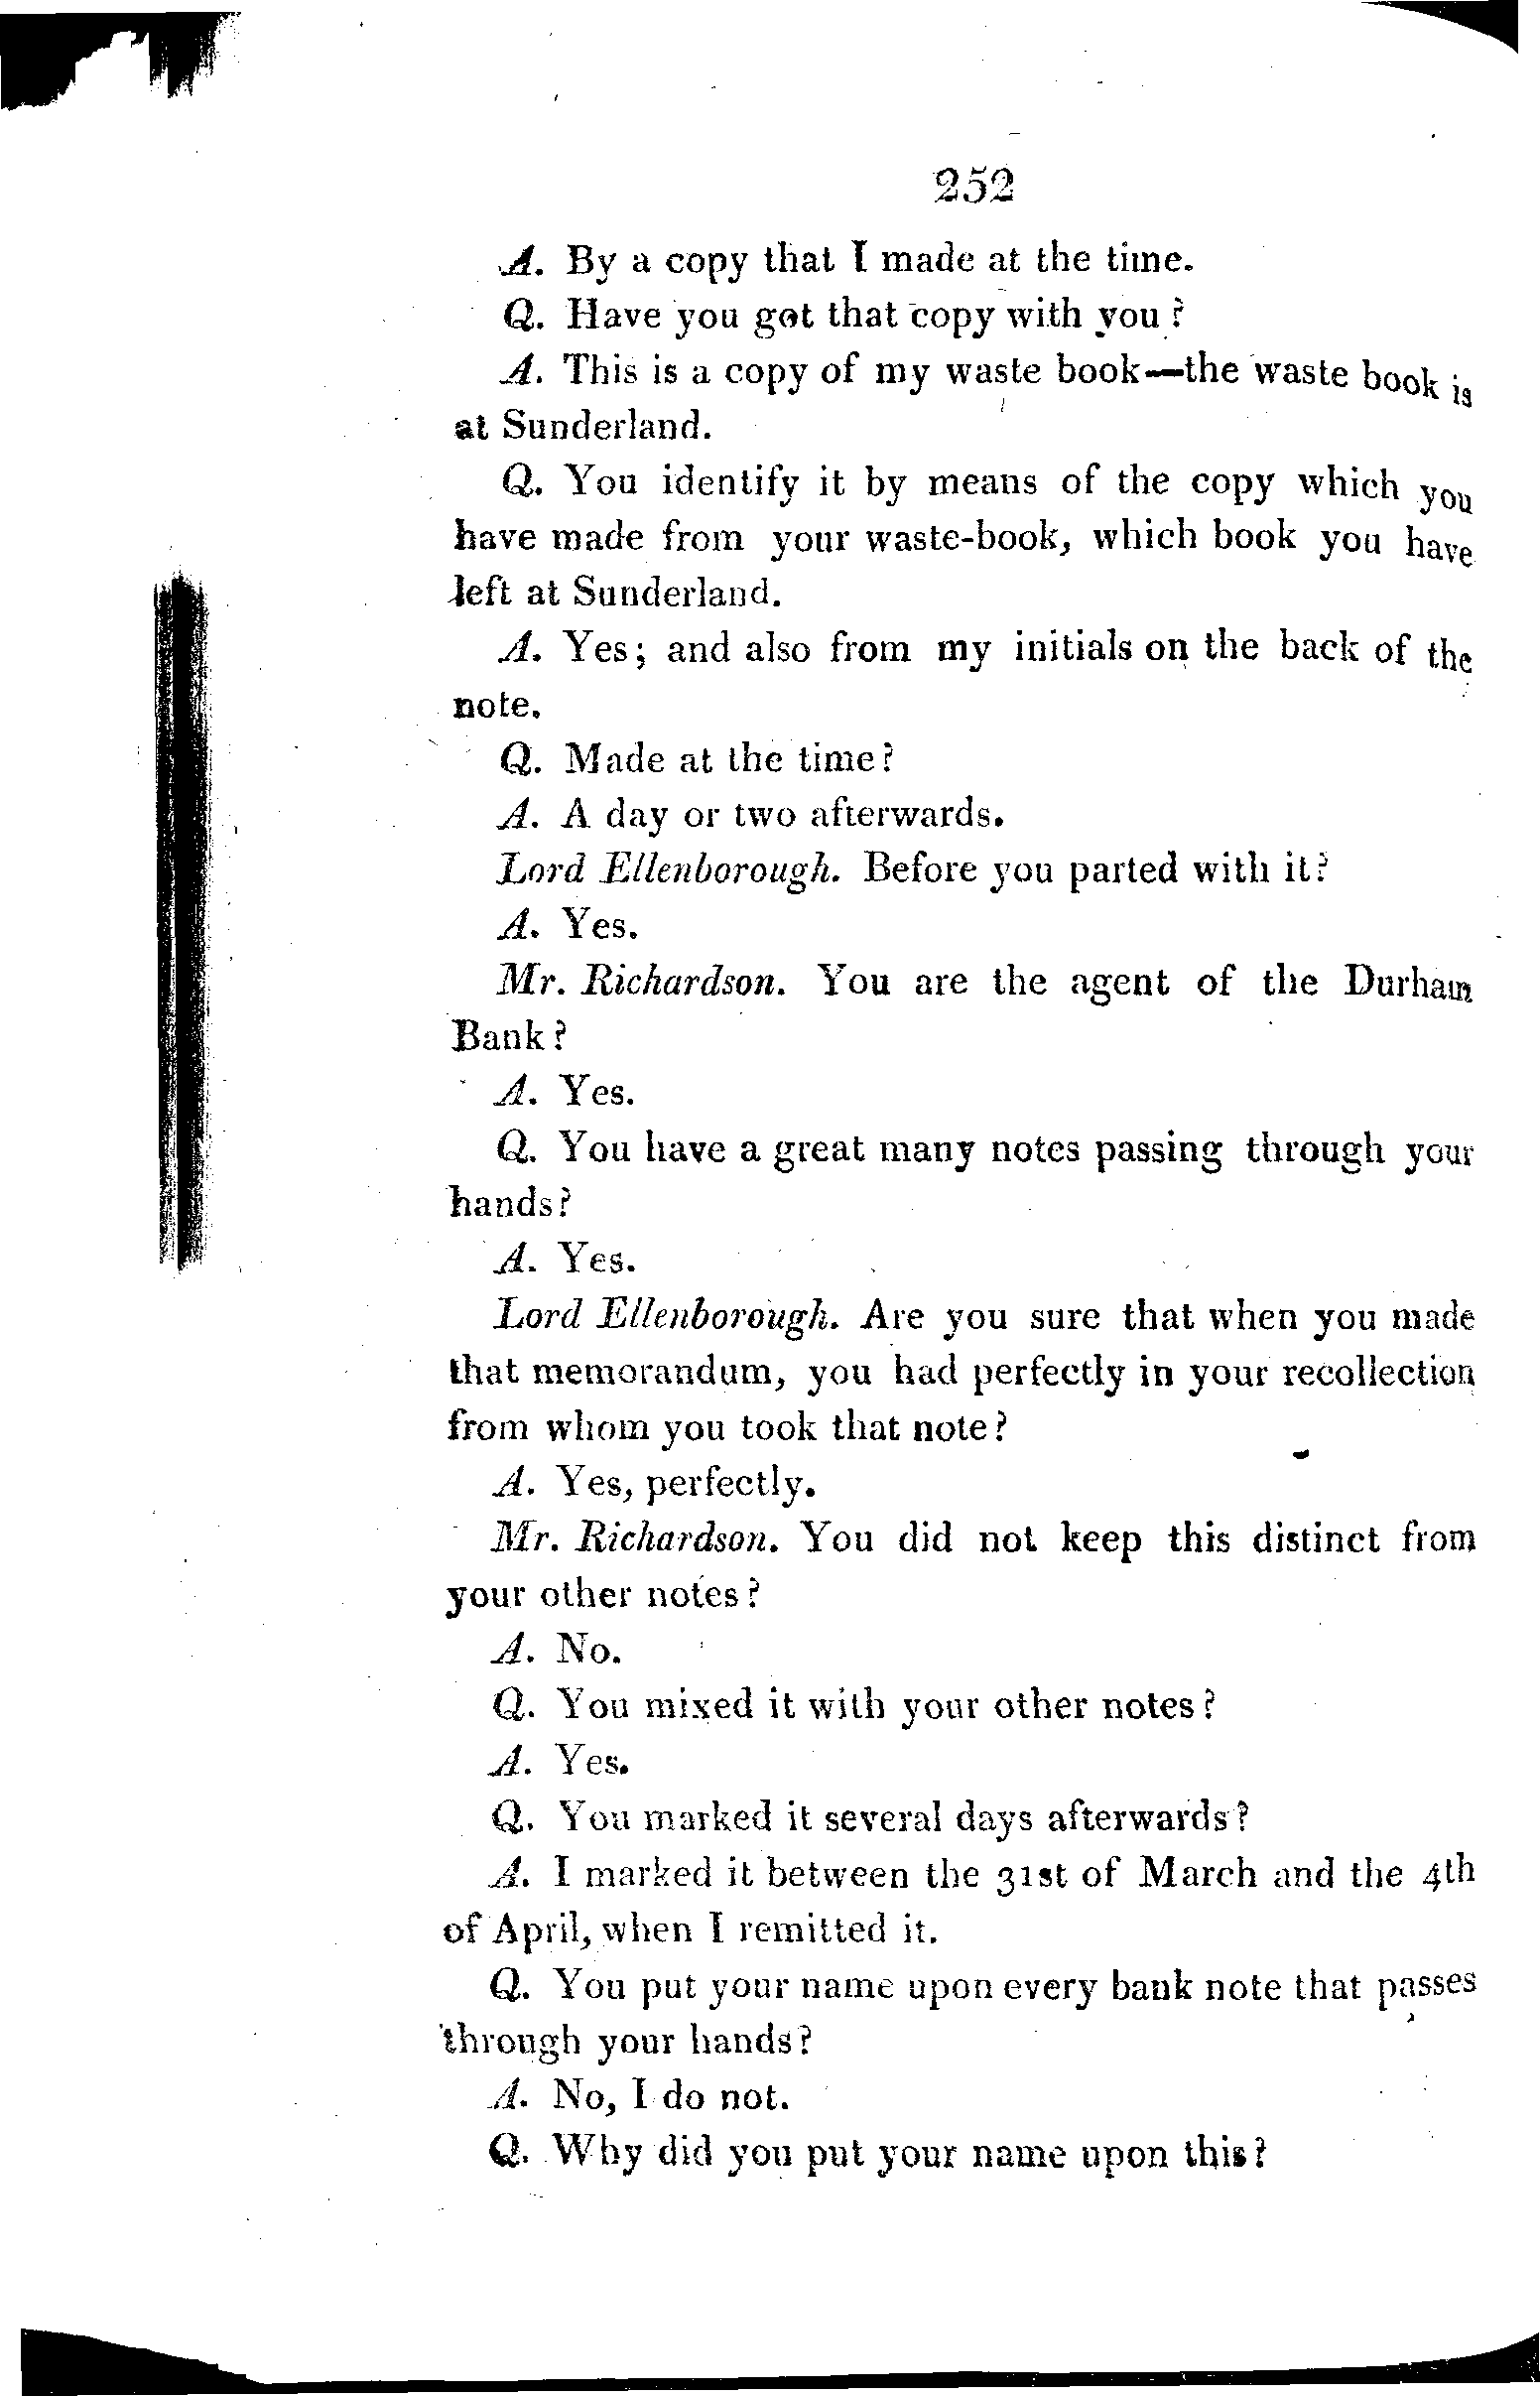 252
A. By a copy that I made at the time.
Q. Have you got that copy with you?
A. This is a copy of my waste book—the waste book is
at Sunderland.
Q. You identify it by means of the copy which you
have made from your waste-book, which book you have
left at Sunderland.
A. Yes; and also from my initials on the back of the
note.
Q. Made at the time?
A. A day or two afterwards.
Lord Ellenborough. Before you parted with it?
A. Yes.
Mr. Richardson. You are the agent of the Durham
Bank?
A. Yes.
Q. You have a great many notes passing through your
hands?
A. Yes.
Lord Ellenborough. Are you sure that when you made
that memorandum, you had perfectly in your recollection
from whom you took that note?
A. Yes, perfectly.
Mr. Richardson. You did not keep this distinct from
your other notes?
A. No.
Q. You mixed it with your other notes?
A. Yes.
Q. You marked it several days afterwards?
A. I marked it between the 31st of March and the 4th
of April, when I remitted it.
Q. You put your name upon every bank note that passes
through your hands?
A. No, I do not.
Q. Why did you put your name upon this?